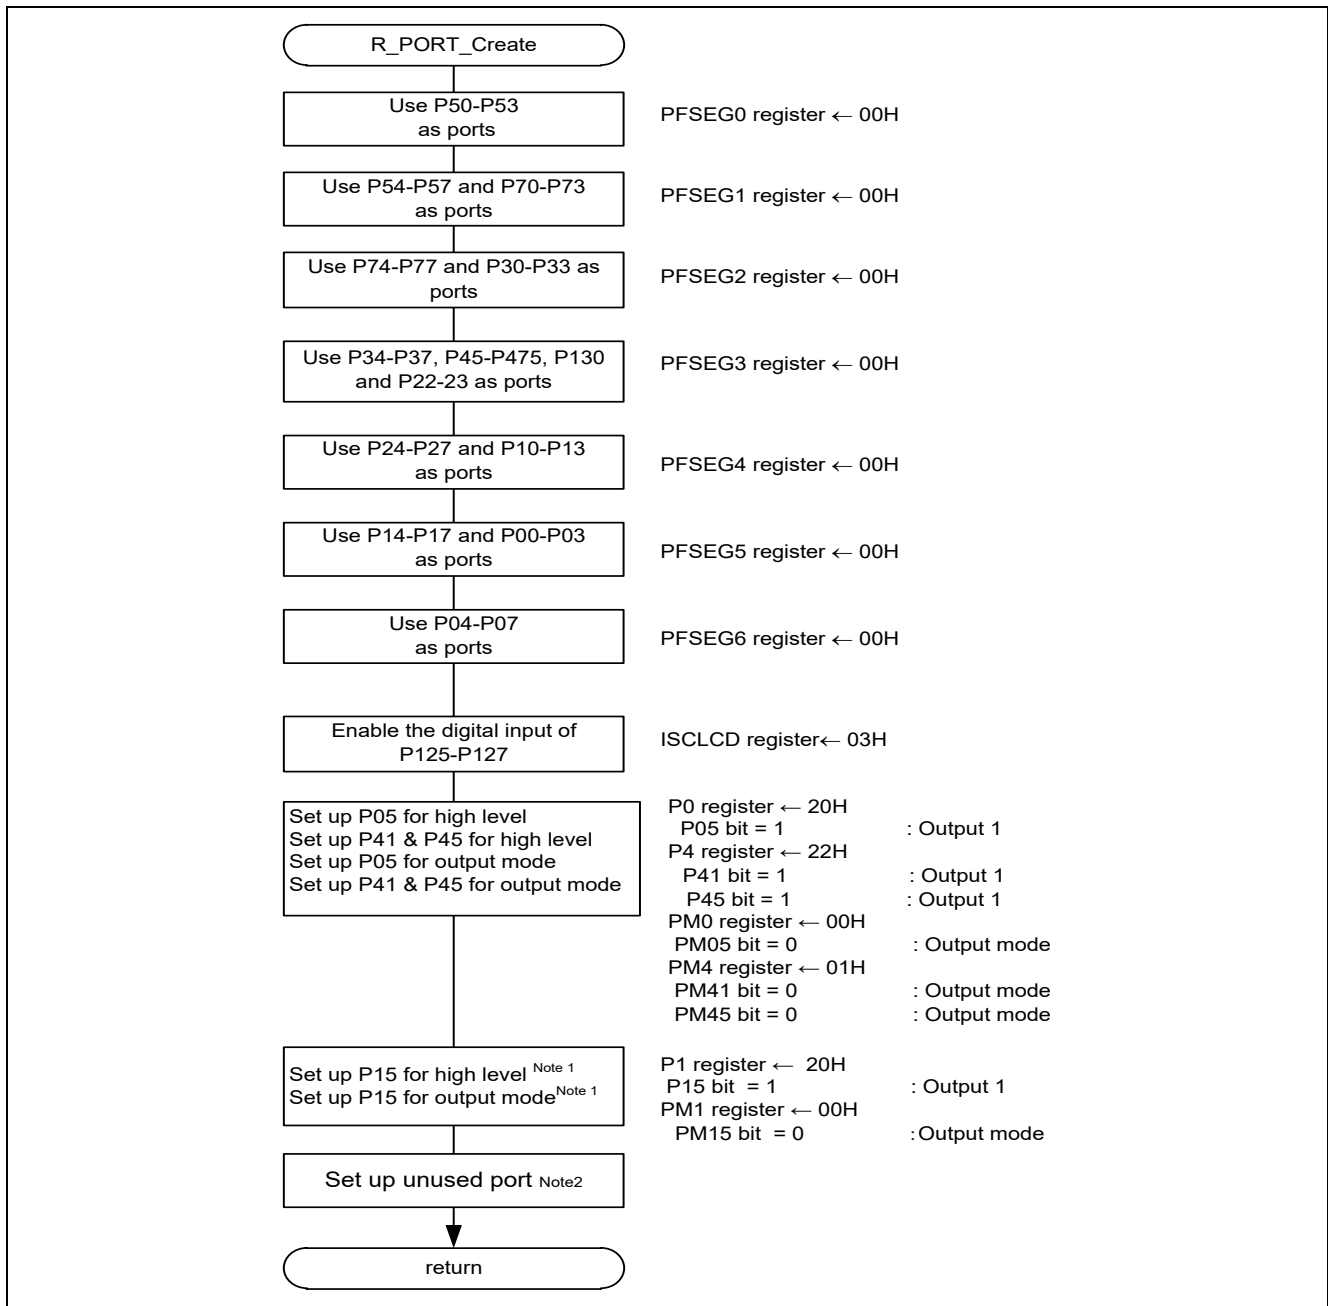 R_PORT_Create
Use P50-P53
as ports
PFSEG0 register ← 00H
Use P54-P57 and P70-P73
as ports
PFSEG1 register ← 00H
Use P74-P77 and P30-P33 as
ports
PFSEG2 register ← 00H
Use P34-P37, P45-P475, P130
and P22-23 as ports
PFSEG3 register ← 00H
Use P24-P27 and P10-P13
as ports
PFSEG4 register ← 00H
Use P14-P17 and P00-P03
as ports
PFSEG5 register ← 00H
Use P04-P07
as ports
PFSEG6 register ← 00H
Enable the digital input of
P125-P127
ISCLCD register← 03H
Set up P05 for high level
Set up P41 & P45 for high level
Set up P05 for output mode
Set up P41 & P45 for output mode
P0 register ← 20H
P05 bit = 1 : Output 1
P4 register ← 22H
P41 bit = 1 : Output 1
P45 bit = 1 : Output 1
PM0 register ← 00H
PM05 bit = 0 : Output mode
PM4 register ← 01H
PM41 bit = 0 : Output mode
PM45 bit = 0 : Output mode
Set up P15 for high level Note 1
Set up P15 for output mode Note 1
P1 register ← 20H
P15 bit = 1 : Output 1
PM1 register ← 00H
PM15 bit = 0 : Output mode
Set up unused port Note2
return